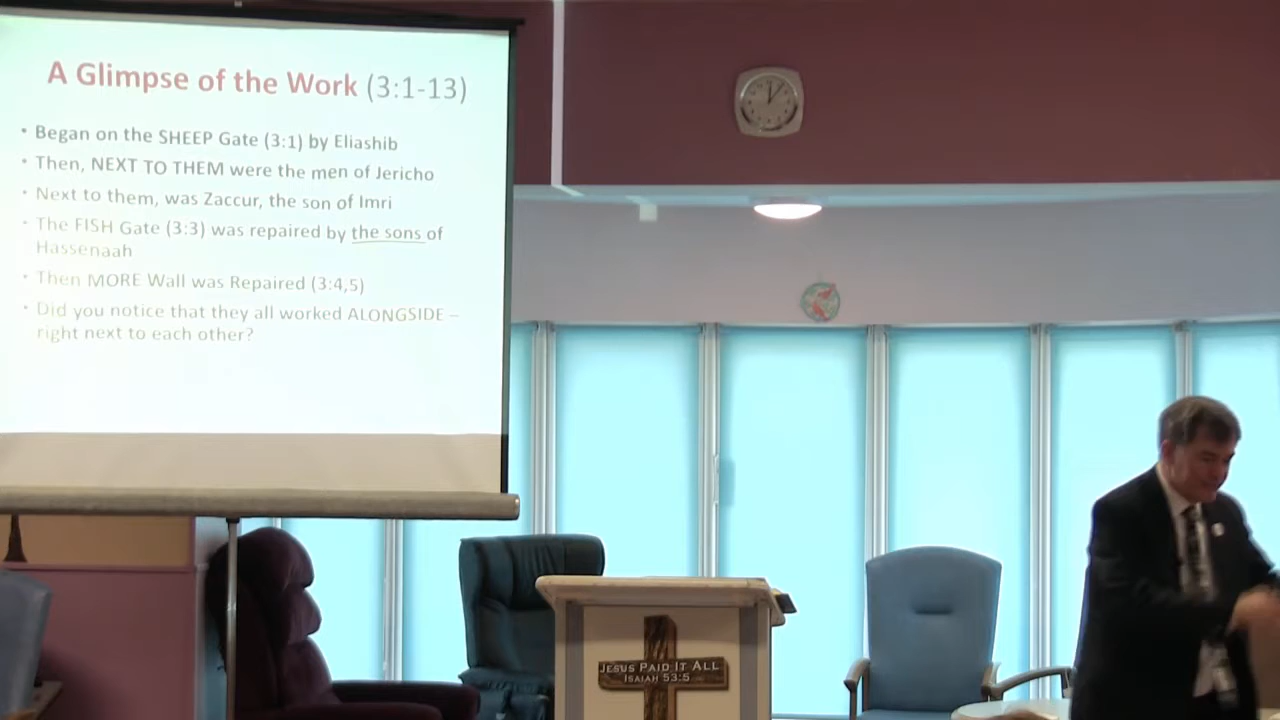 A Glimpse of the Work (3:1-13)
• Began on the SHEEP Gate (3:1) by Eliashib
• Then, NEXT TO THEM were the men of Jericho
• Next to them, was Zaccur, the son of Imri
• The FISH Gate (3:3) was repaired by the sons of
Hassenaah
• Then MORE Wall was Repaired (3:4,5)
• Did you notice that they all worked ALONGSIDE –
right next to each other?
JESUS PAID IT ALL
ISAIAH 53:5